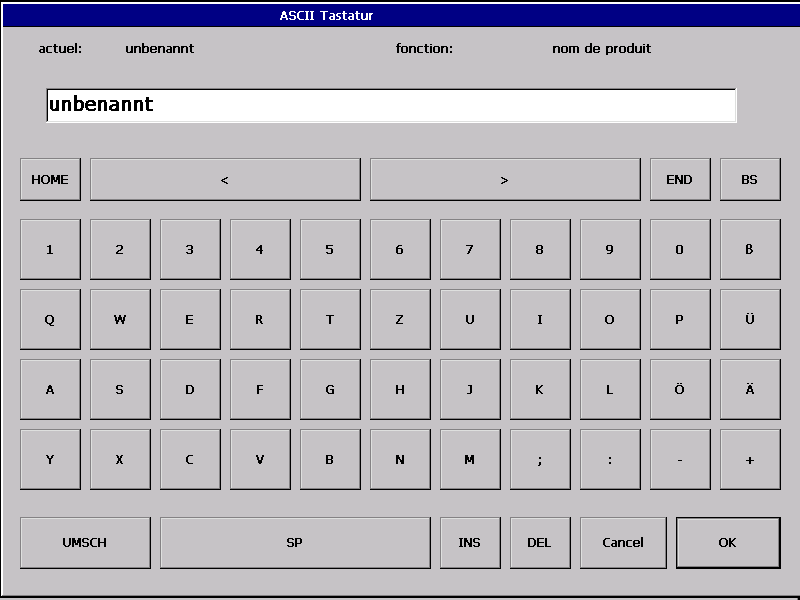 ASCII Tastatur
actuel: unbenannt fonction: nom de produit
unbenannt
HOME < > END BS
1 2 3 4 5 6 7 8 9 0 ß
Q W E R T Z U I O P Ü
A S D F G H J K L Ö Ä
Y X C V B N M ; : - +
UMSCH SP INS DEL Cancel OK